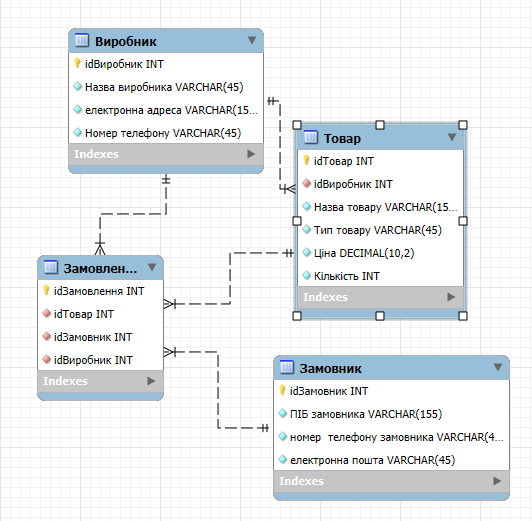 Виробник
idВиробник INT
Назва виробника VARCHAR(45)
електронна адреса VARCHAR(15...
Номер телефону VARCHAR(45)
Indexes
Товар
idТовар INT
idВиробник INT
Назва товару VARCHAR(15...
Тип товару VARCHAR(45)
Ціна DECIMAL(10,2)
Кількість INT
Indexes
Замовлен...
idЗамовлення INT
idТовар INT
idЗамовник INT
idВиробник INT
Indexes
Замовник
idЗамовник INT
ПІБ замовника VARCHAR(155)
номер телефону замовника VARCHAR(4...
електронна пошта VARCHAR(45)
Indexes